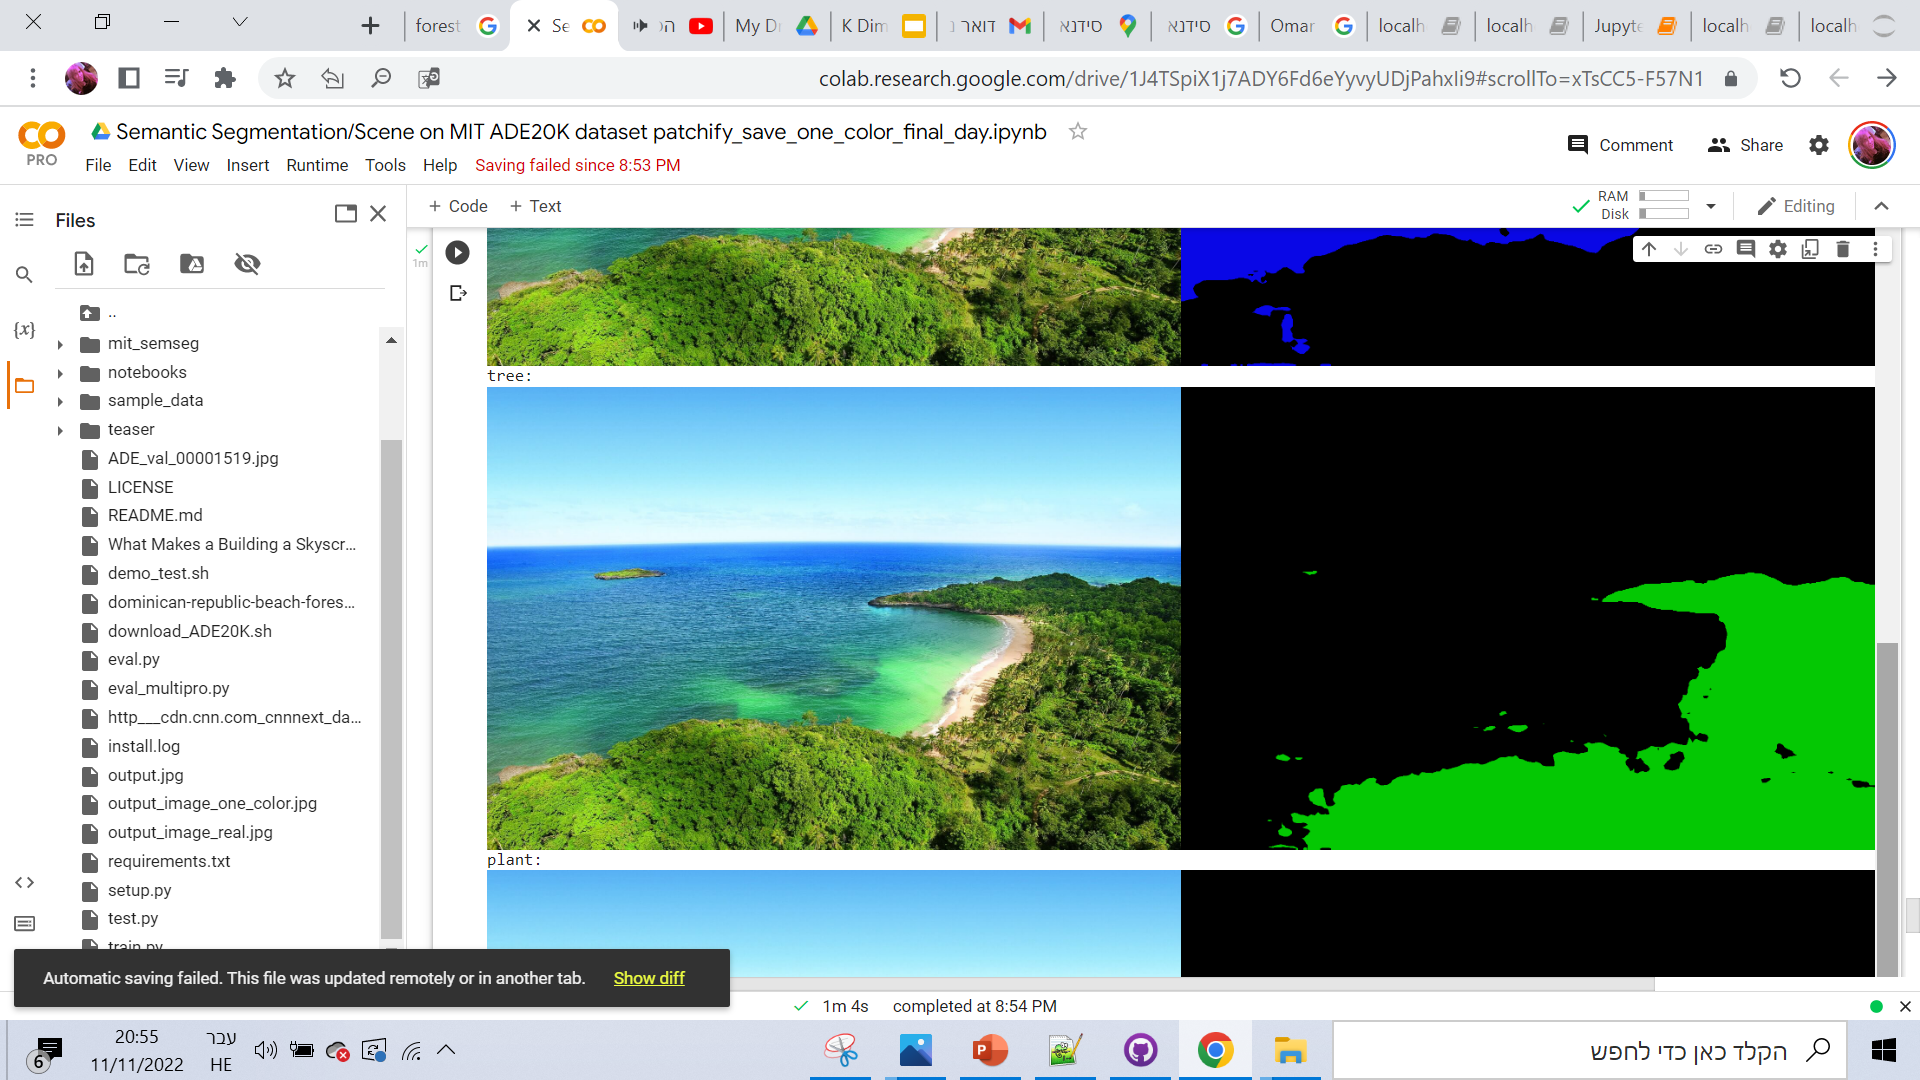 forest
Se
הכ
My Dr
K Dim
דואר נ
סידנא
סידנא
Omar
localh
localh
Jupyte
localh
localh
colab.research.google.com/drive/1J4TSpiX1j7ADY6Fd6eYyvyUDjPahxIi9#scrollTo=xTsCC5-F57N1
Semantic Segmentation/Scene on MIT ADE20K dataset patchify_save_one_color_final_day.ipynb
PRO
File Edit View Insert Runtime Tools Help Saving failed since 8:53 PM
Comment
Share
Files
+ Code + Text
RAM
Disk
Editing
1m
{x}
..
mit_semseg
notebooks
sample_data
teaser
ADE_val_00001519.jpg
LICENSE
README.md
What Makes a Building a Skyscr...
demo_test.sh
dominican-republic-beach-fores...
download_ADE20K.sh
eval.py
eval_multipro.py
http___cdn.cnn.com_cnnnext_da...
install.log
output.jpg
output_image_one_color.jpg
output_image_real.jpg
requirements.txt
setup.py
test.py
train.py
tree:
plant:
Automatic saving failed. This file was updated remotely or in another tab. Show diff
1m 4s completed at 8:54 PM
6
20:55
11/11/2022
עבר
HE
הקלד כאן כדי לחפש